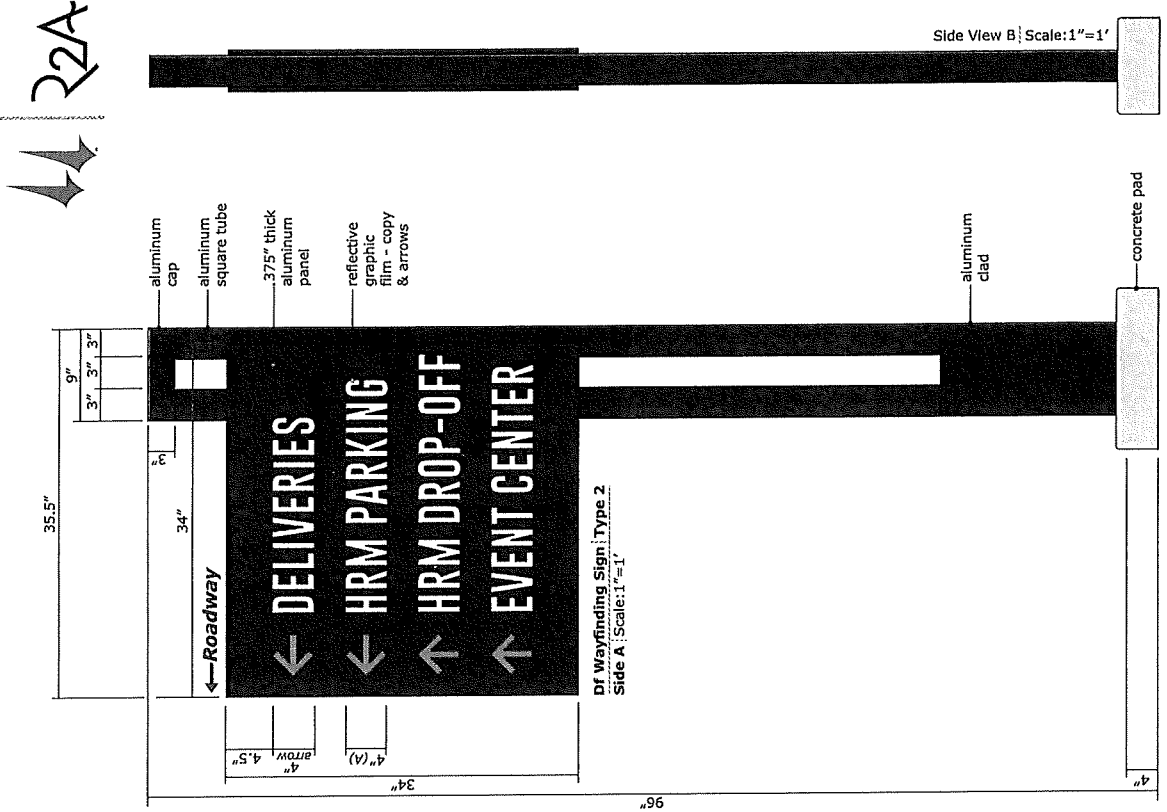 R2A
Side View B Scale:1"=1'
35.5"
9"
3" 3" 3"
3"
34"
←Roadway
aluminum
cap
aluminum
square tube
.375" thick
aluminum
panel
reflective
graphic
film - copy
& arrows
aluminum
clad
concrete pad
← DELIVERIES
← HRM PARKING
↑ HRM DROP-OFF
↑ EVENT CENTER
4.5"
4"
arrow
4"(A)
34"
96"
4"
Df Wayfinding Sign Type 2
Side A Scale:1"=1'